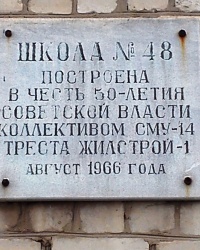 ШКОЛА № 48
ПОСТРОЕНА
В ЧЕСТЬ 50-ЛЕТИЯ
СОВЕТСКОЙ ВЛАСТИ
КОЛЛЕКТИВОМ СМУ-14
ТРЕСТА ЖИЛСТРОЙ-1
АВГУСТ 1966 ГОДА